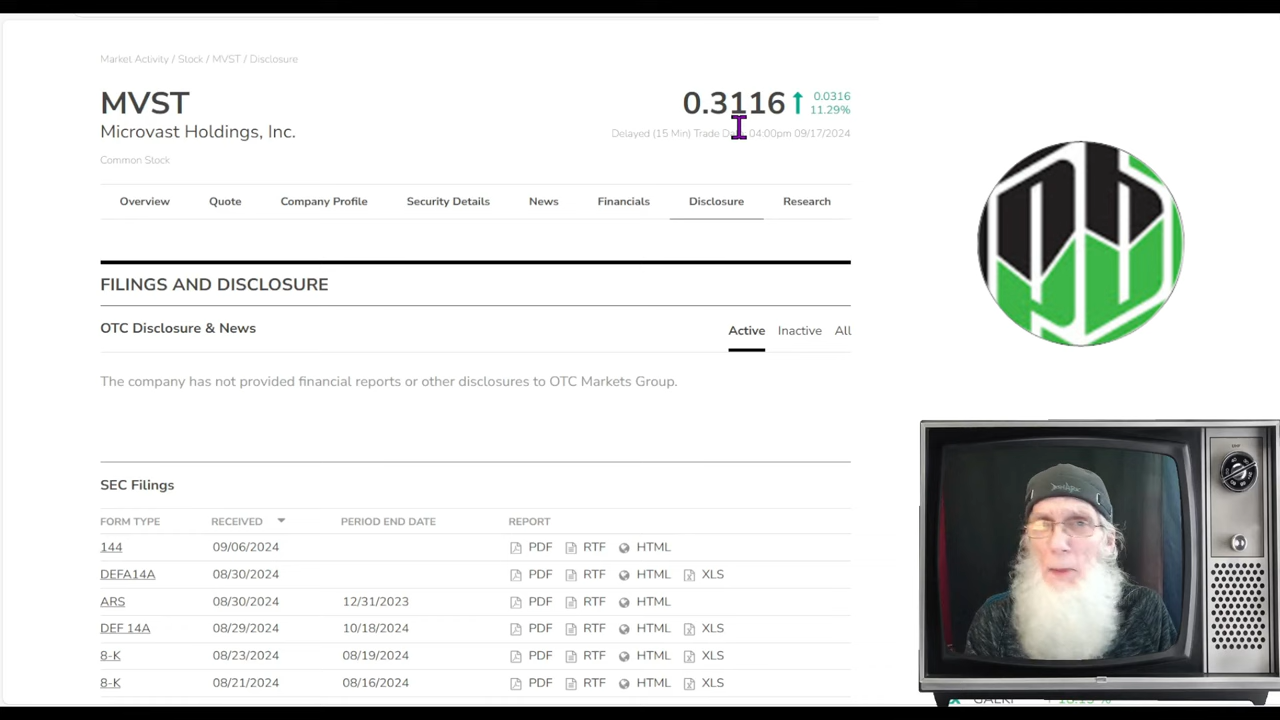 Market Activity / Stock / MVST / Disclosure
MVST
0.3116
0.0316
11.29%
Microvast Holdings, Inc.
Delayed (15 Min) Trade 04:00pm 09/17/2024
Common Stock
Overview Quote Company Profile Security Details News Financials Disclosure Research
FILINGS AND DISCLOSURE
OTC Disclosure & News
Active Inactive All
The company has not provided financial reports or other disclosures to OTC Markets Group.
SEC Filings
FORM TYPE RECEIVED PERIOD END DATE REPORT
144 09/06/2024 PDF RTF HTML
DEFA14A 08/30/2024 PDF RTF HTML XLS
ARS 08/30/2024 12/31/2023 PDF RTF HTML
DEF 14A 08/29/2024 10/18/2024 PDF RTF HTML XLS
8-K 08/23/2024 08/19/2024 PDF RTF HTML XLS
8-K 08/21/2024 08/16/2024 PDF RTF HTML XLS